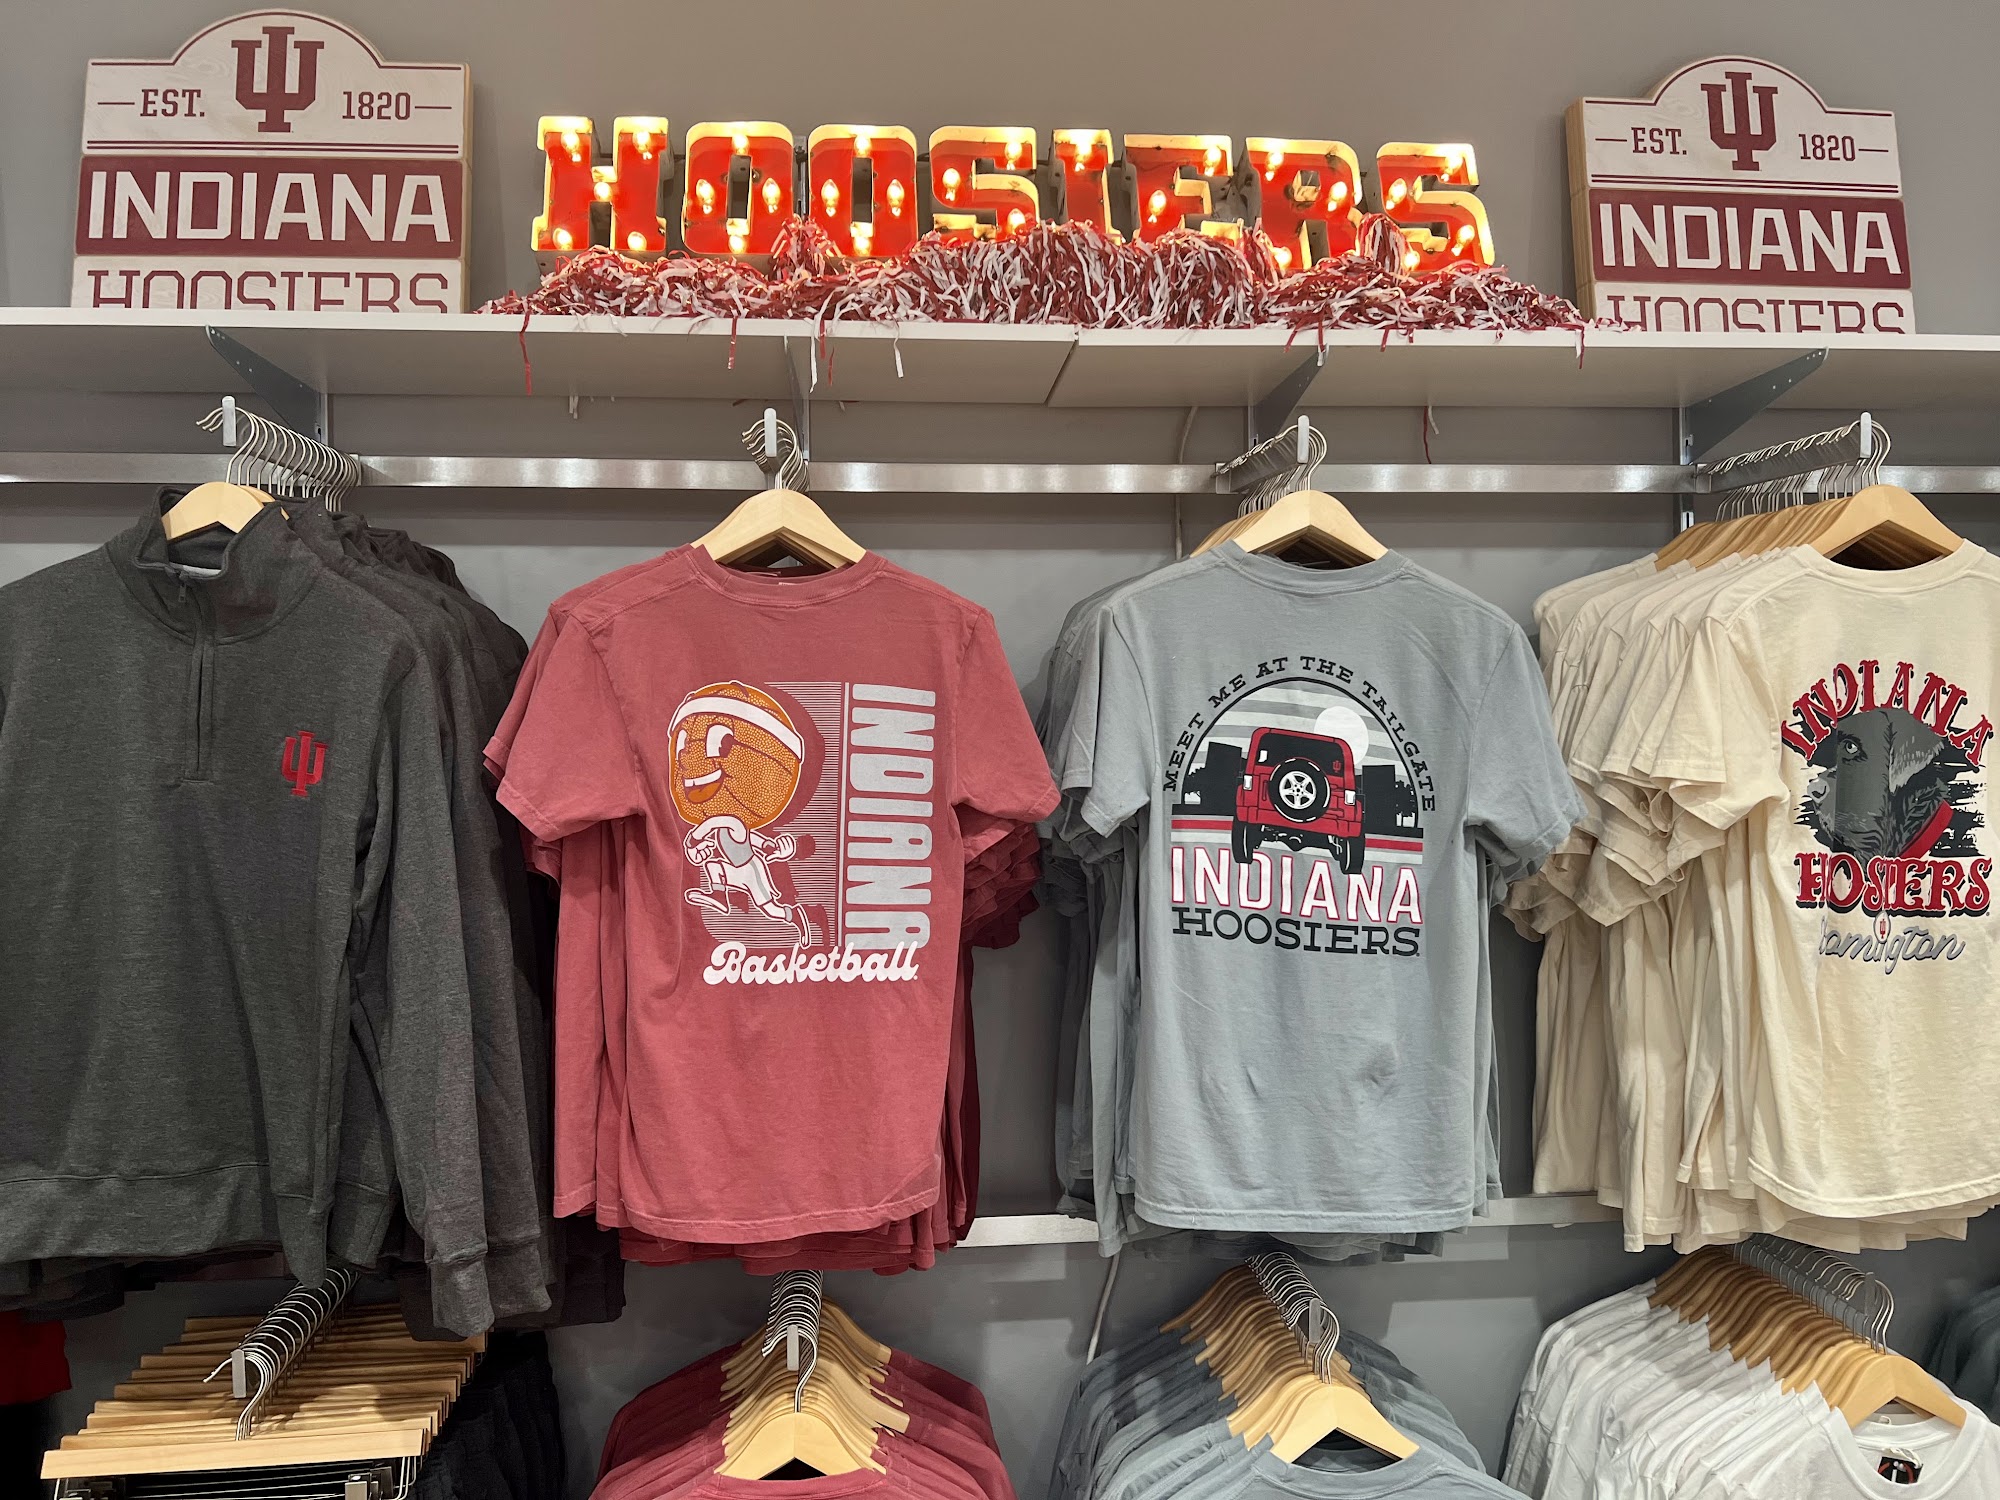 EST. IU 1820
INDIANA
HOOSIERS
HOOSIERS
EST. IU 1820
INDIANA
HOOSIERS
IU
INDIANA
Basketball
MEET ME AT THE TAILGATE
INDIANA
HOOSIERS
INDIANA
HOOSIERS
Bloomington